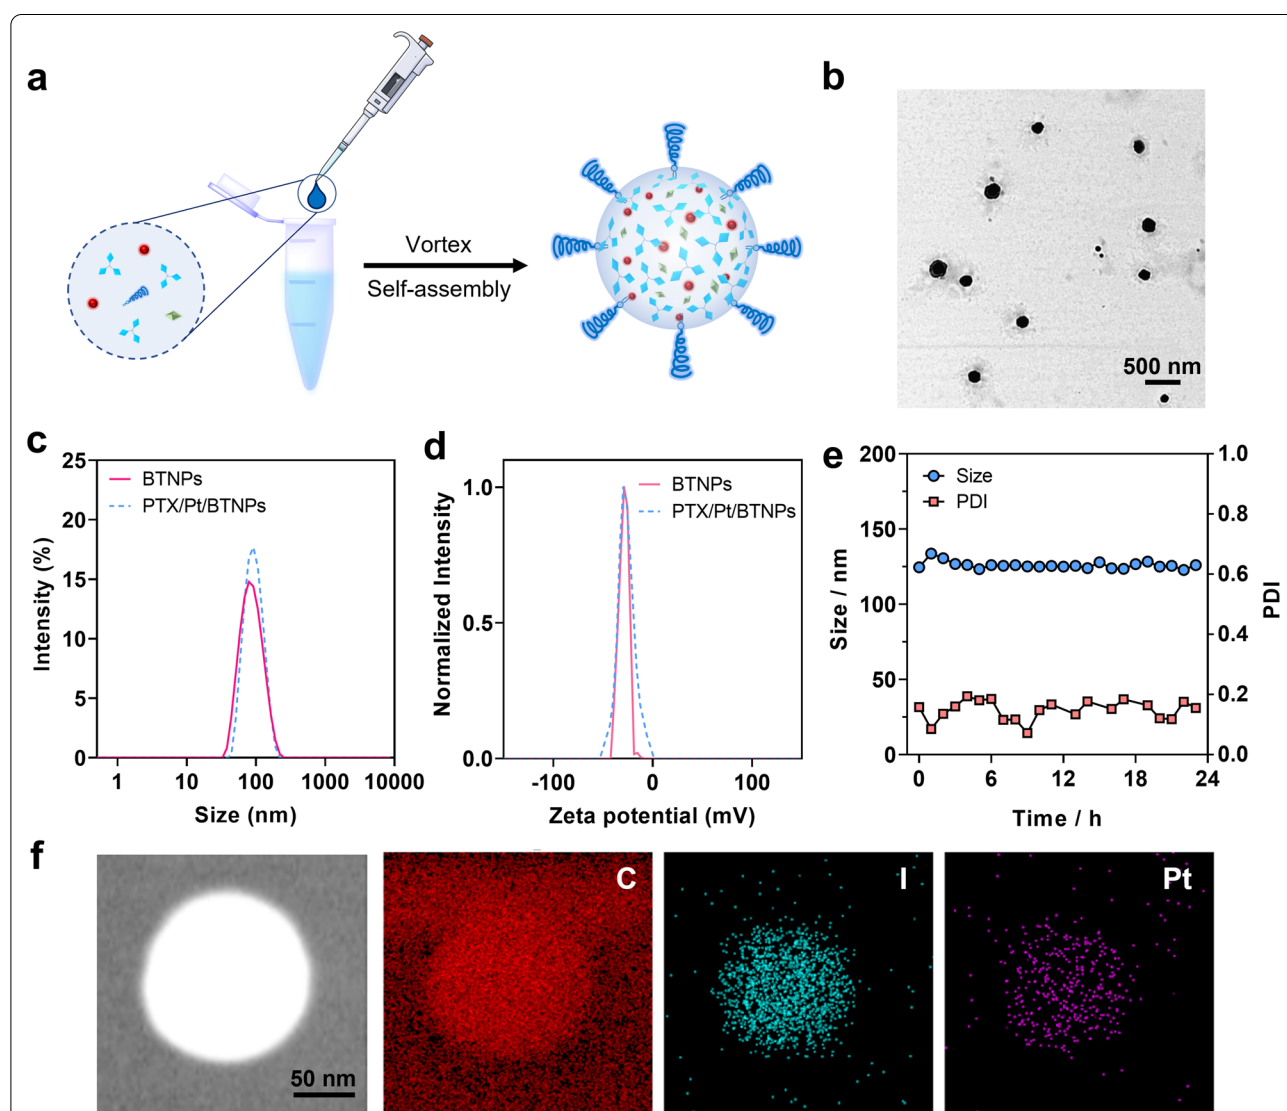 a
Vortex
Self-assembly
b
500 nm
c
25
20
15
10
5
0
Intensity (%)
BTNPs
PTX/Pt/BTNPs
1
10
100
1000
10000
Size (nm)
d
1.0
0.5
0.0
Normalized Intensity
BTNPs
PTX/Pt/BTNPs
-100
0
100
Zeta potential (mV)
e
200
150
100
50
0
Size / nm
Size
PDI
1.0
0.8
0.6
0.4
0.2
0.0
PDI
0
6
12
18
24
Time / h
f
50 nm
C
I
Pt